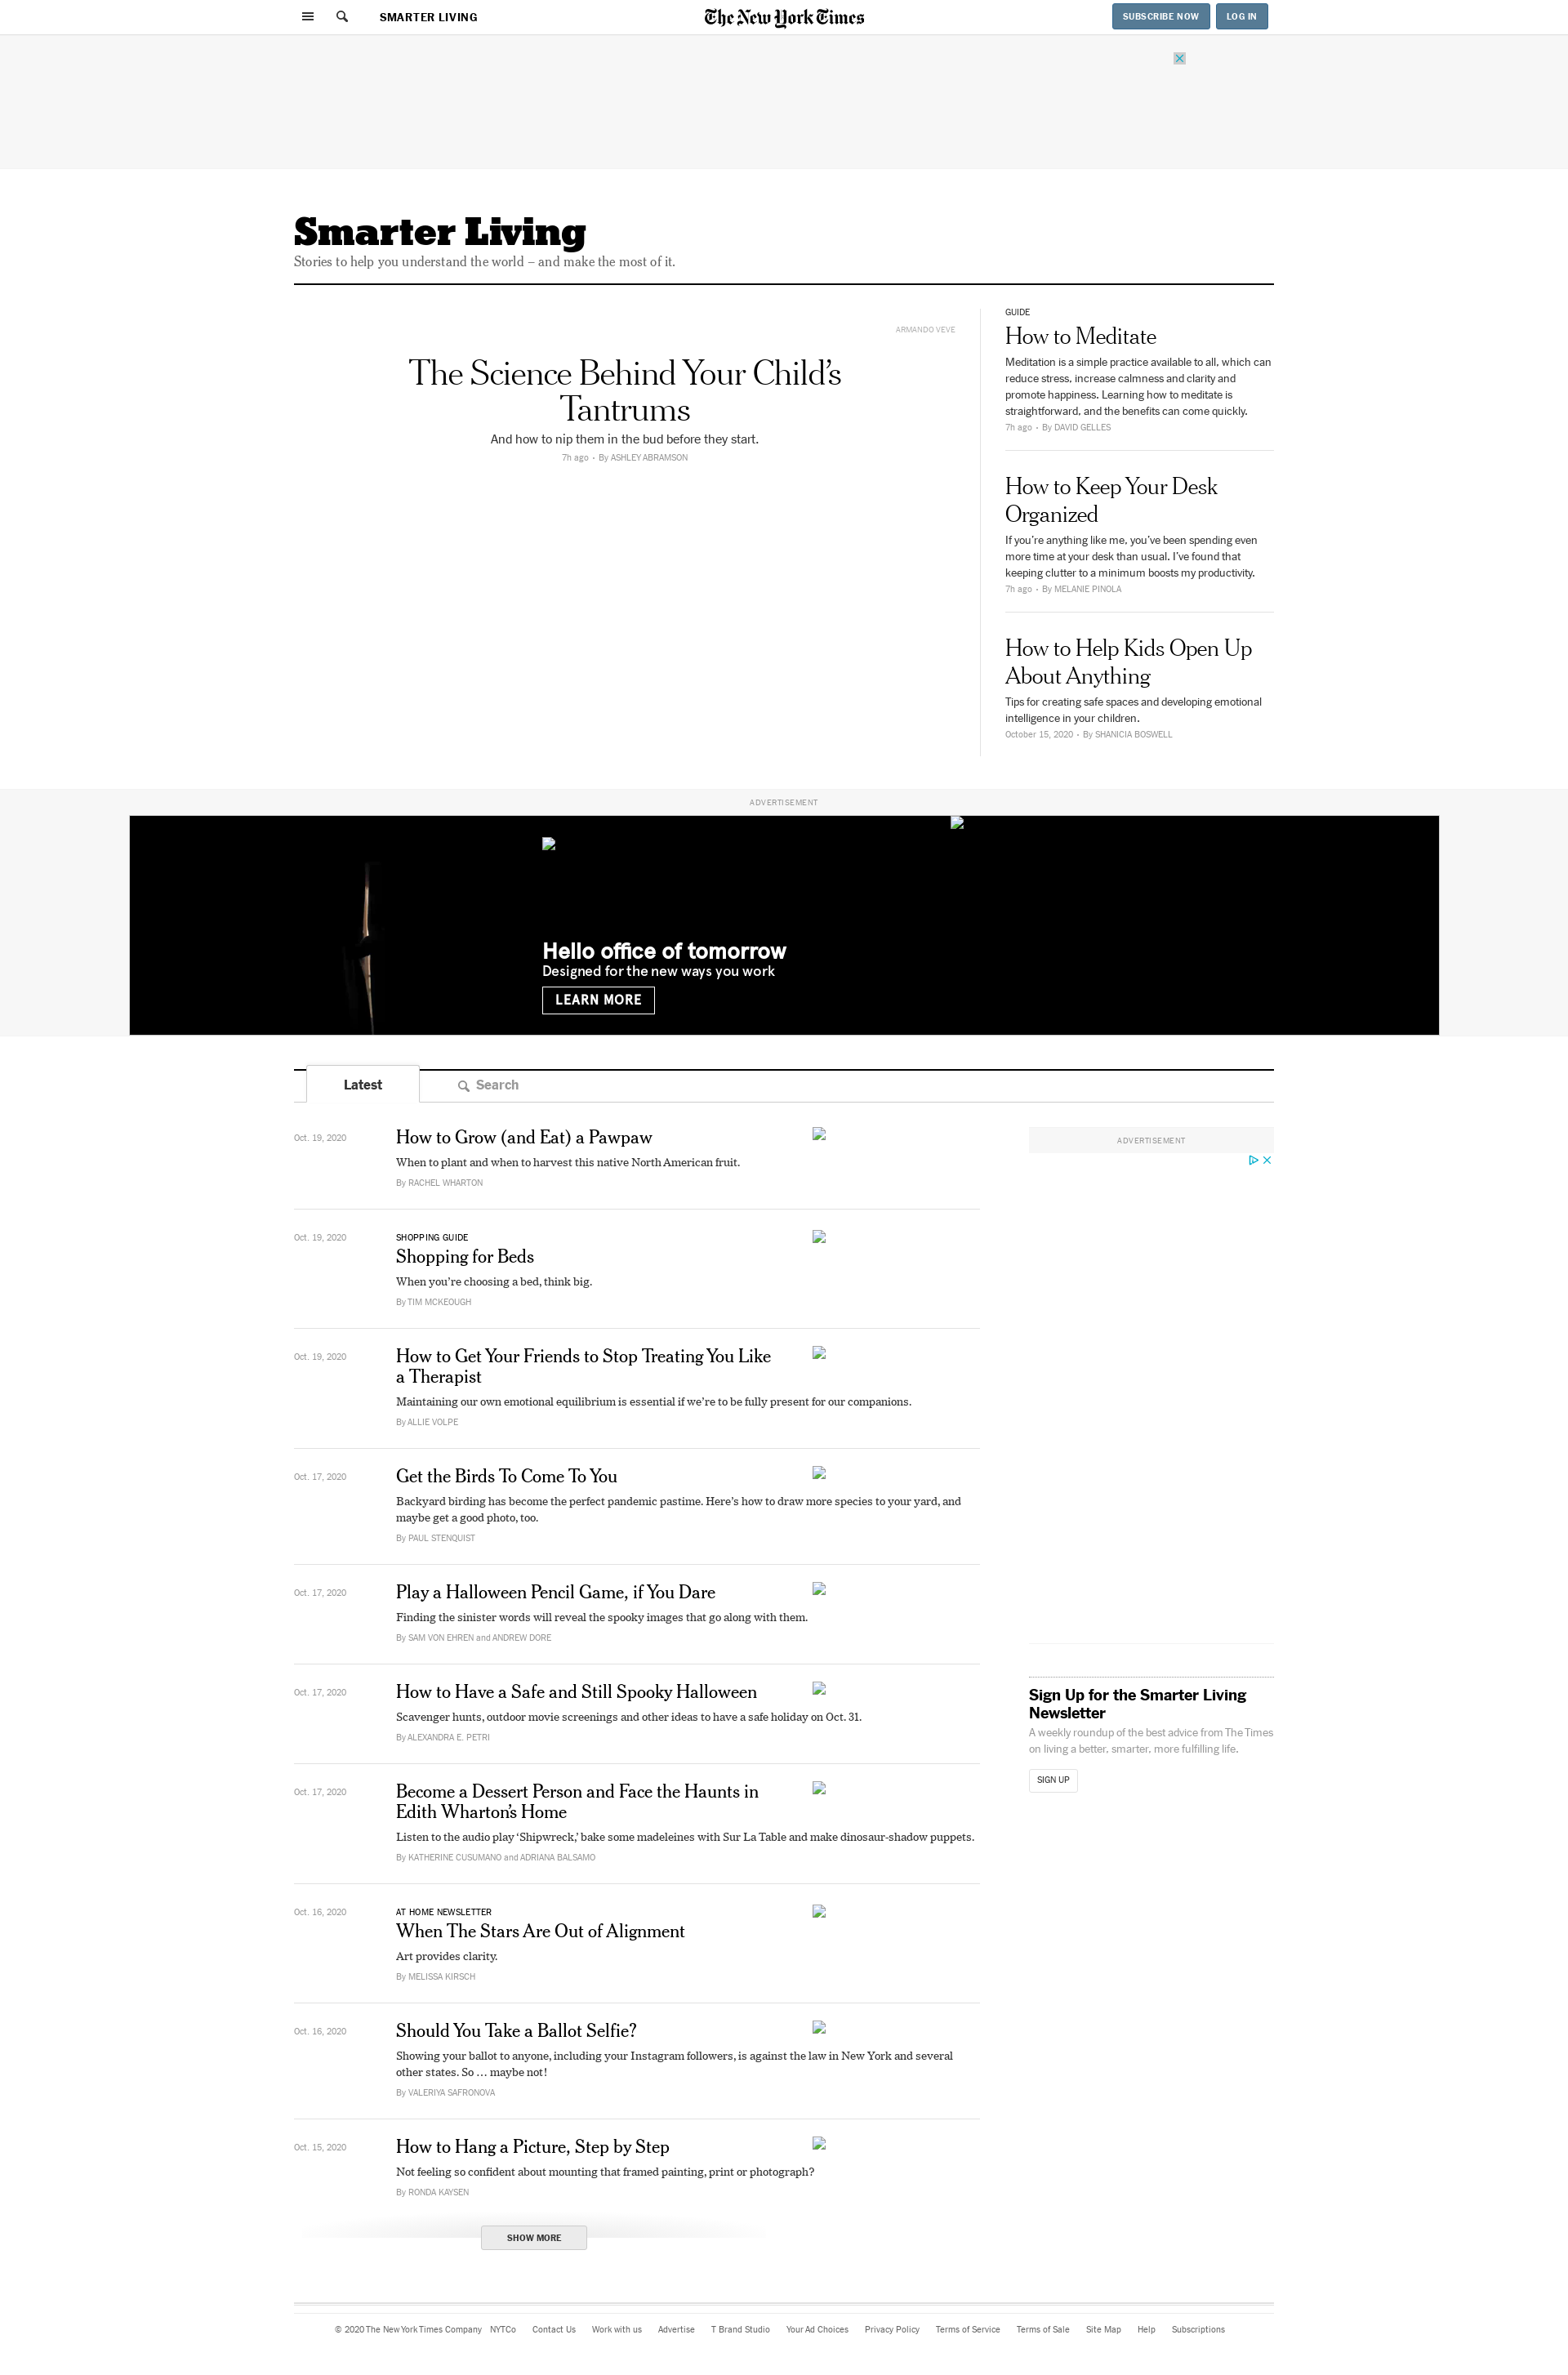 SMARTER LIVING
The New York Times
SUBSCRIBE NOW
LOG IN
Smarter Living
Stories to help you understand the world – and make the most of it.
ARMANDO VEVE
The Science Behind Your Child’s
Tantrums
And how to nip them in the bud before they start.
7h ago • By ASHLEY ABRAMSON
GUIDE
How to Meditate
Meditation is a simple practice available to all, which can
reduce stress, increase calmness and clarity and
promote happiness. Learning how to meditate is
straightforward, and the benefits can come quickly.
7h ago • By DAVID GELLES
How to Keep Your Desk
Organized
If you’re anything like me, you’ve been spending even
more time at your desk than usual. I’ve found that
keeping clutter to a minimum boosts my productivity.
7h ago • By MELANIE PINOLA
How to Help Kids Open Up
About Anything
Tips for creating safe spaces and developing emotional
intelligence in your children.
October 15, 2020 • By SHANICIA BOSWELL
ADVERTISEMENT
Hello office of tomorrow
Designed for the new ways you work
LEARN MORE
Latest
Search
Oct. 19, 2020
How to Grow (and Eat) a Pawpaw
When to plant and when to harvest this native North American fruit.
By RACHEL WHARTON
Oct. 19, 2020
SHOPPING GUIDE
Shopping for Beds
When you’re choosing a bed, think big.
By TIM MCKEOUGH
Oct. 19, 2020
How to Get Your Friends to Stop Treating You Like
a Therapist
Maintaining our own emotional equilibrium is essential if we’re to be fully present for our companions.
By ALLIE VOLPE
Oct. 17, 2020
Get the Birds To Come To You
Backyard birding has become the perfect pandemic pastime. Here’s how to draw more species to your yard, and
maybe get a good photo, too.
By PAUL STENQUIST
Oct. 17, 2020
Play a Halloween Pencil Game, if You Dare
Finding the sinister words will reveal the spooky images that go along with them.
By SAM VON EHREN and ANDREW DORE
Oct. 17, 2020
How to Have a Safe and Still Spooky Halloween
Scavenger hunts, outdoor movie screenings and other ideas to have a safe holiday on Oct. 31.
By ALEXANDRA E. PETRI
Oct. 17, 2020
Become a Dessert Person and Face the Haunts in
Edith Wharton’s Home
Listen to the audio play ‘Shipwreck,’ bake some madeleines with Sur La Table and make dinosaur-shadow puppets.
By KATHERINE CUSUMANO and ADRIANA BALSAMO
Oct. 16, 2020
AT HOME NEWSLETTER
When The Stars Are Out of Alignment
Art provides clarity.
By MELISSA KIRSCH
Oct. 16, 2020
Should You Take a Ballot Selfie?
Showing your ballot to anyone, including your Instagram followers, is against the law in New York and several
other states. So … maybe not!
By VALERIYA SAFRONOVA
Oct. 15, 2020
How to Hang a Picture, Step by Step
Not feeling so confident about mounting that framed painting, print or photograph?
By RONDA KAYSEN
SHOW MORE
ADVERTISEMENT
Sign Up for the Smarter Living
Newsletter
A weekly roundup of the best advice from The Times
on living a better, smarter, more fulfilling life.
SIGN UP
© 2020 The New York Times Company NYTCo Contact Us Work with us Advertise T Brand Studio Your Ad Choices Privacy Policy Terms of Service Terms of Sale Site Map Help Subscriptions